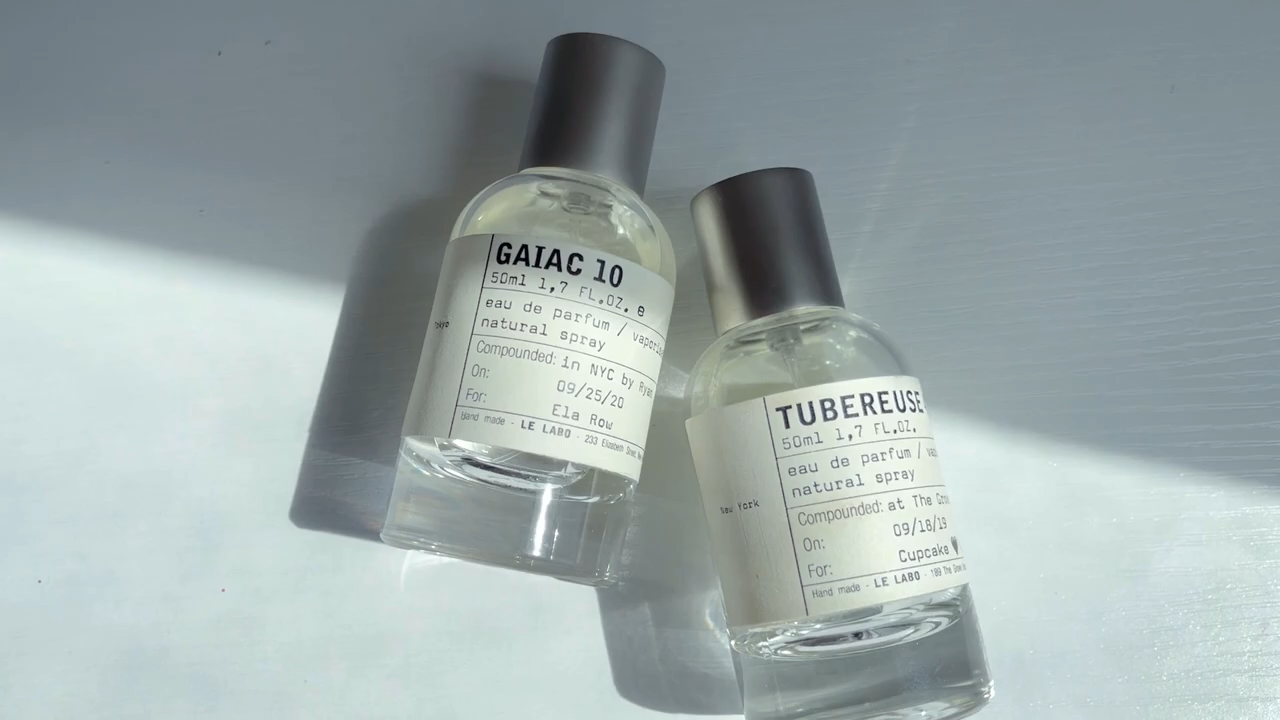 GAIAC 10
50ml 1,7 FL.OZ. e
eau de parfum /
natural spray
Tokyo
Compounded: in NYC by Ryan
On: 09/25/20
For: Ela Row
Hand made - LE LABO - 233 Elizabeth Street,
TUBEREUSE
50ml 1,7 FL.OZ.
eau de parfum /
natural spray
New York
Compounded: at The
On: 09/18/19
For: Cupcake ♥
Hand made - LE LABO - 189 The